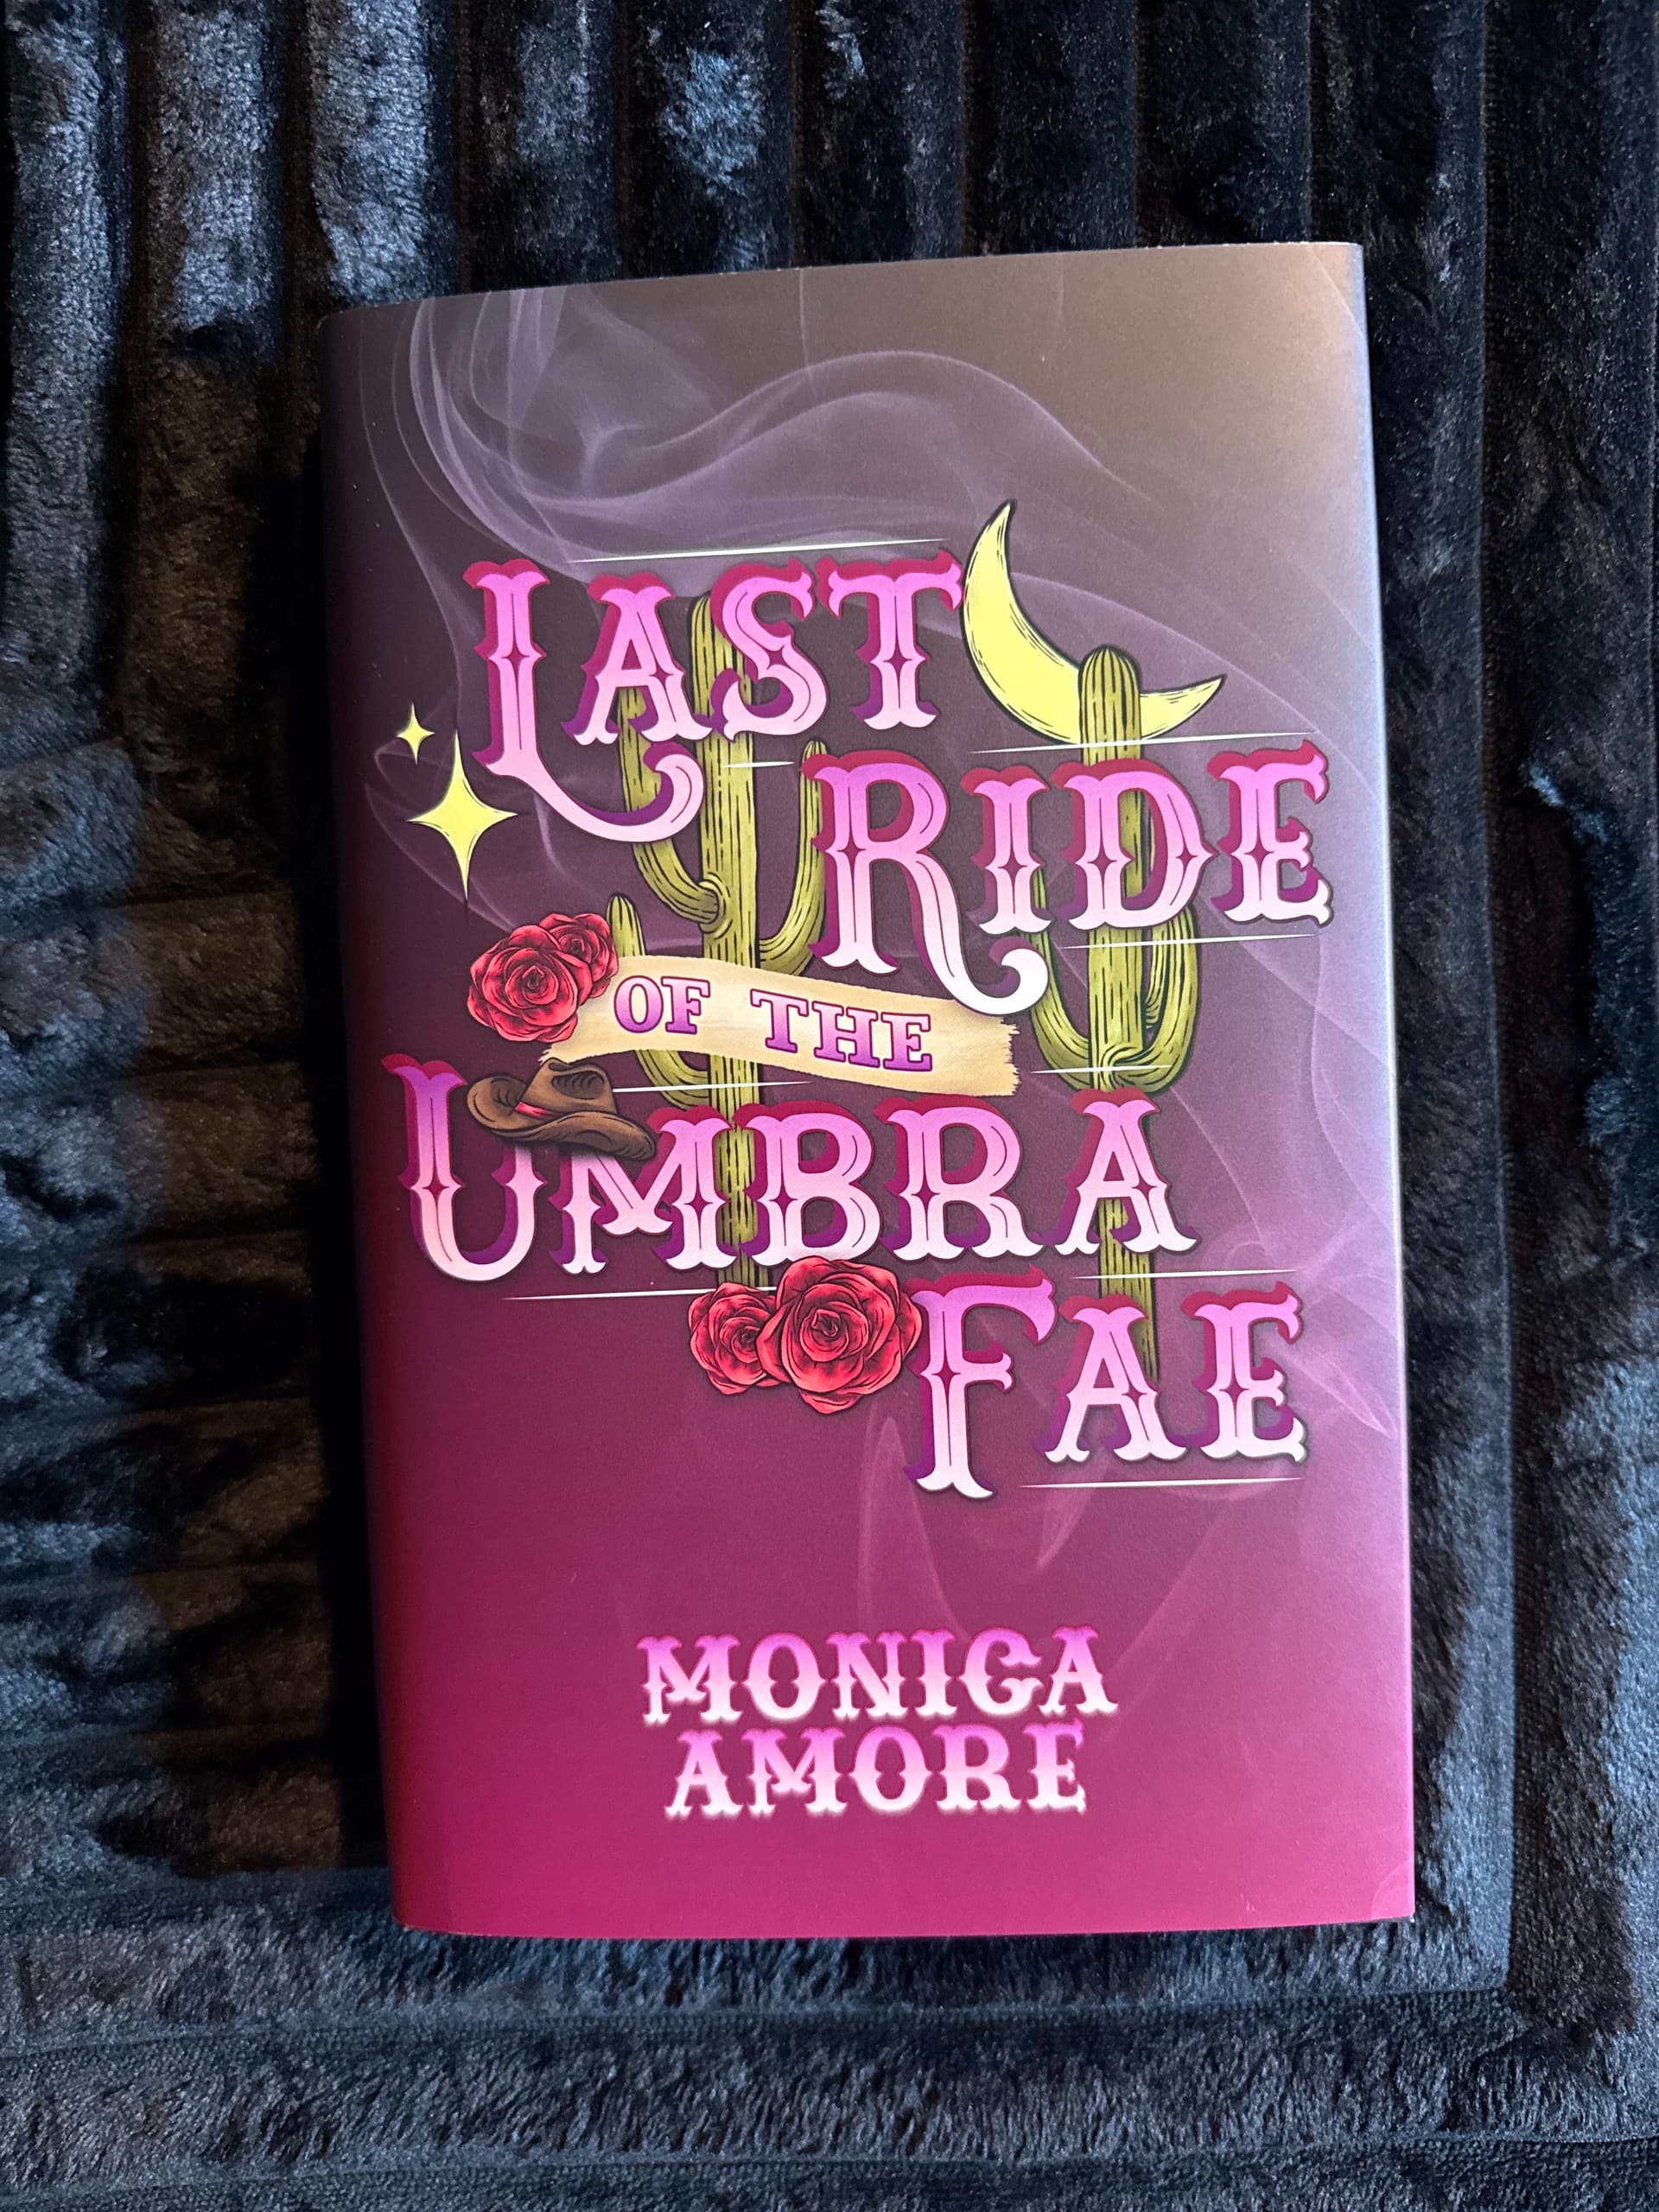 LAST
RIDE
OF THE
UMBRA
FAE
MONICA
AMORE